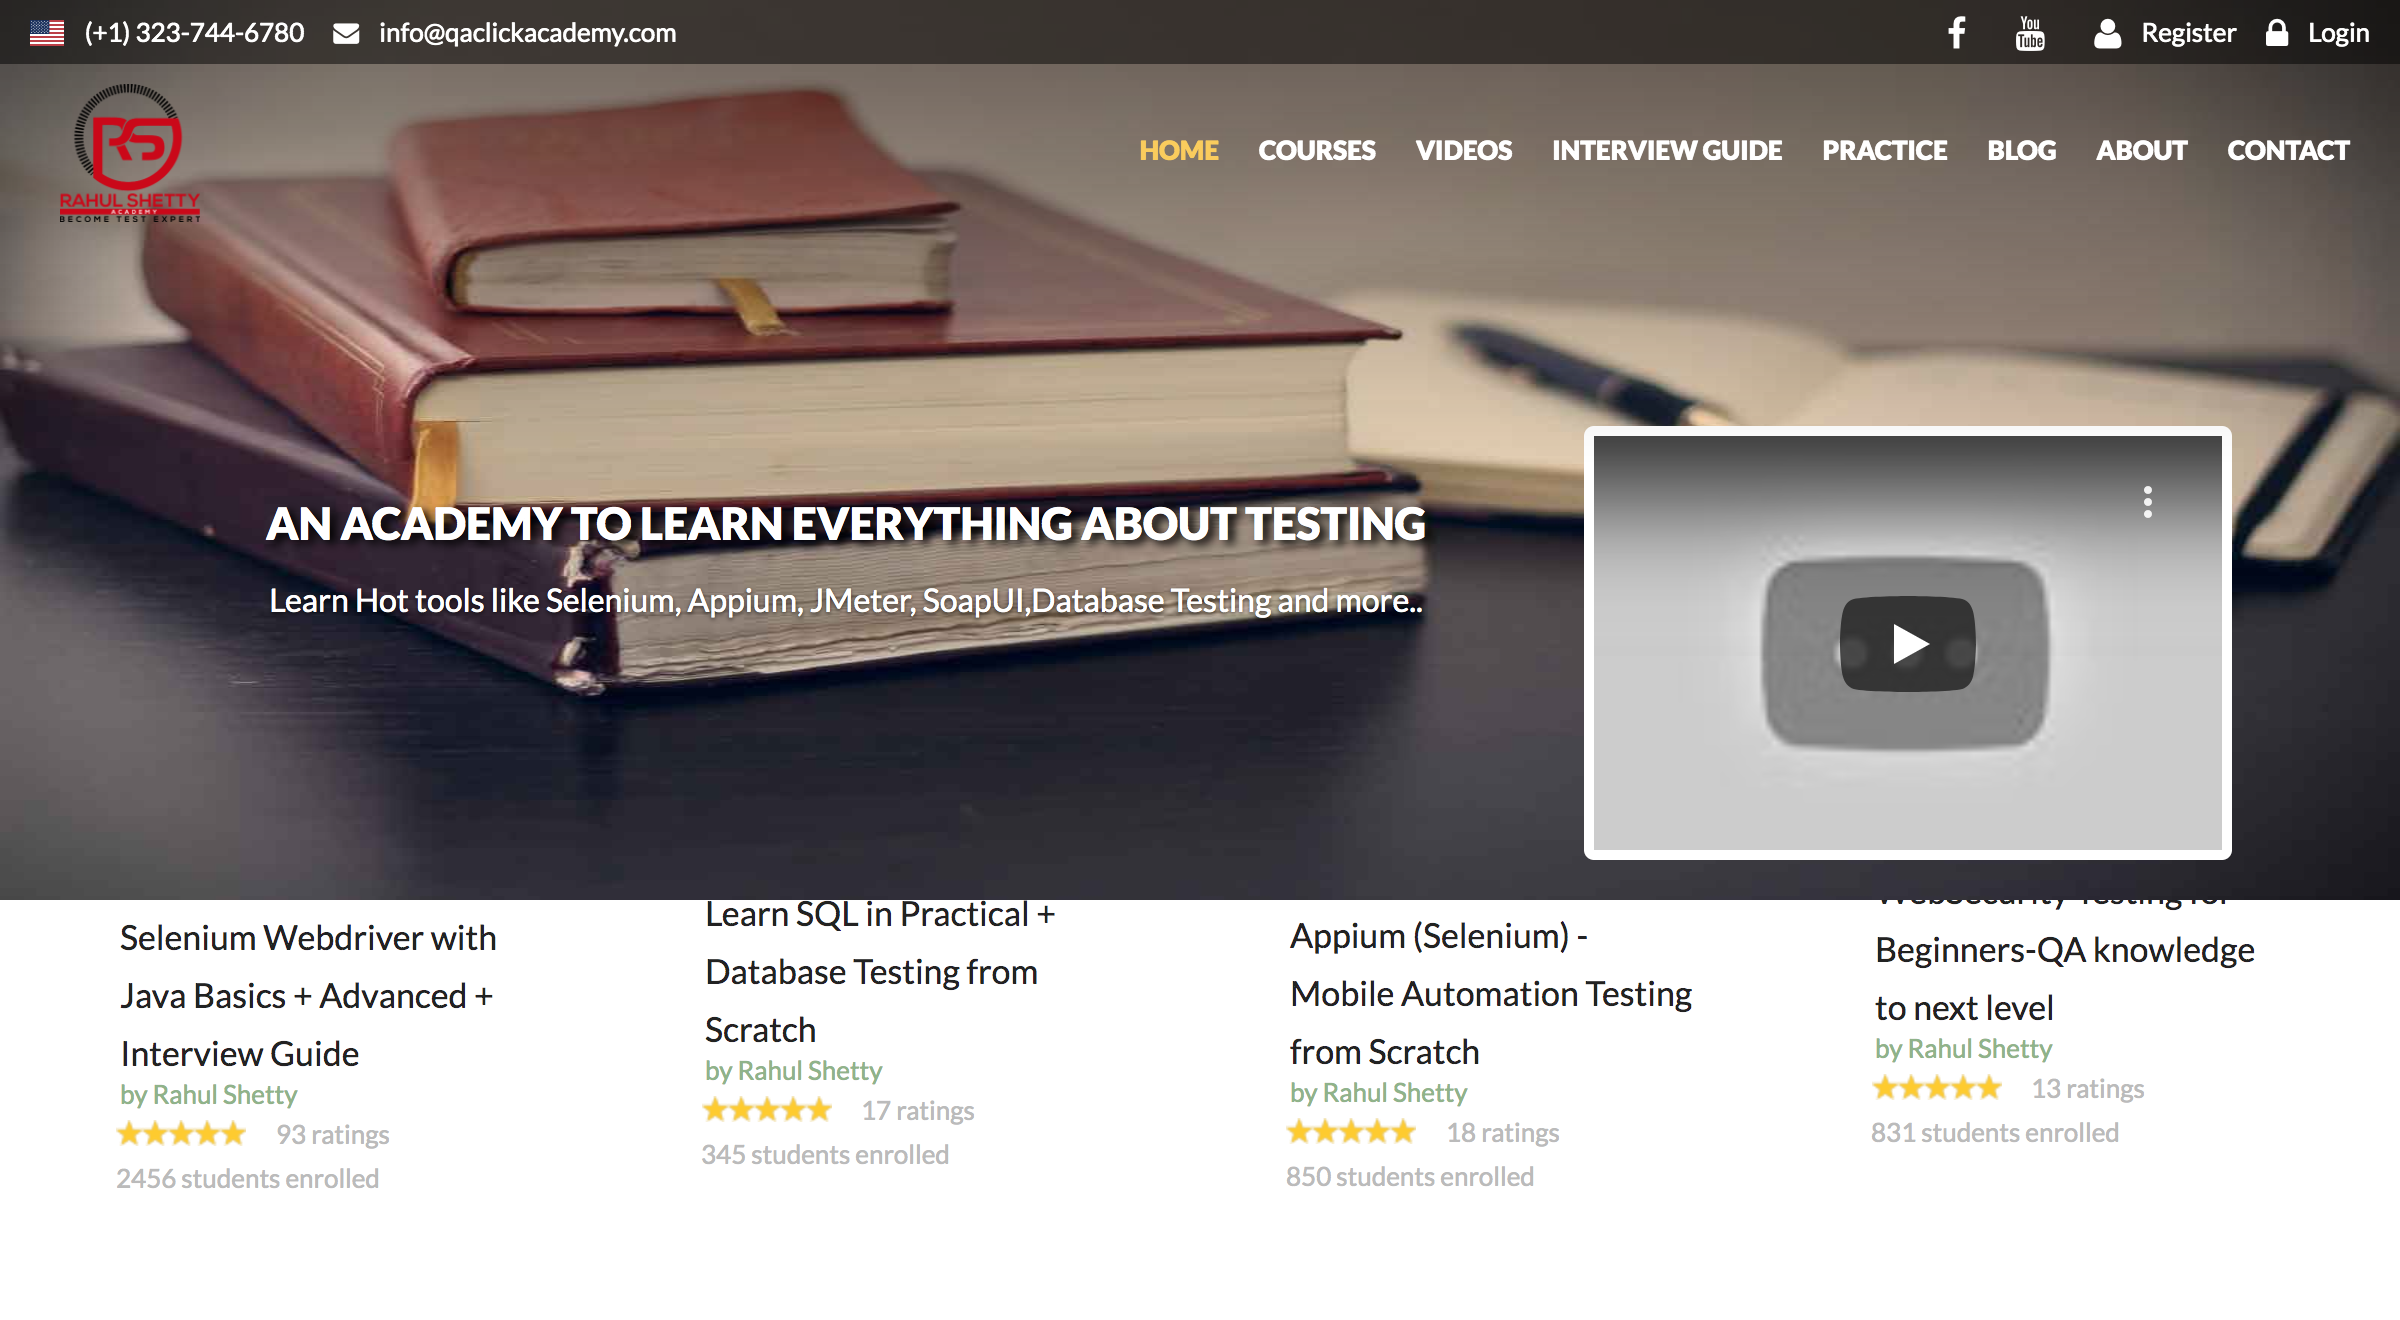 (+1) 323-744-6780 info@qaclickacademy.com You Tube Register Login
RS
RAHUL SHETTY
ACADEMY
BECOME TEST EXPERT
HOME COURSES VIDEOS INTERVIEW GUIDE PRACTICE BLOG ABOUT CONTACT
AN ACADEMY TO LEARN EVERYTHING ABOUT TESTING
Learn Hot tools like Selenium, Appium, JMeter, SoapUI,Database Testing and more..
Selenium Webdriver with
Java Basics + Advanced +
Interview Guide
by Rahul Shetty
93 ratings
2456 students enrolled
Learn SQL in Practical +
Database Testing from
Scratch
by Rahul Shetty
17 ratings
345 students enrolled
Appium (Selenium) -
Mobile Automation Testing
from Scratch
by Rahul Shetty
18 ratings
850 students enrolled
WebSecurity Testing for
Beginners-QA knowledge
to next level
by Rahul Shetty
13 ratings
831 students enrolled